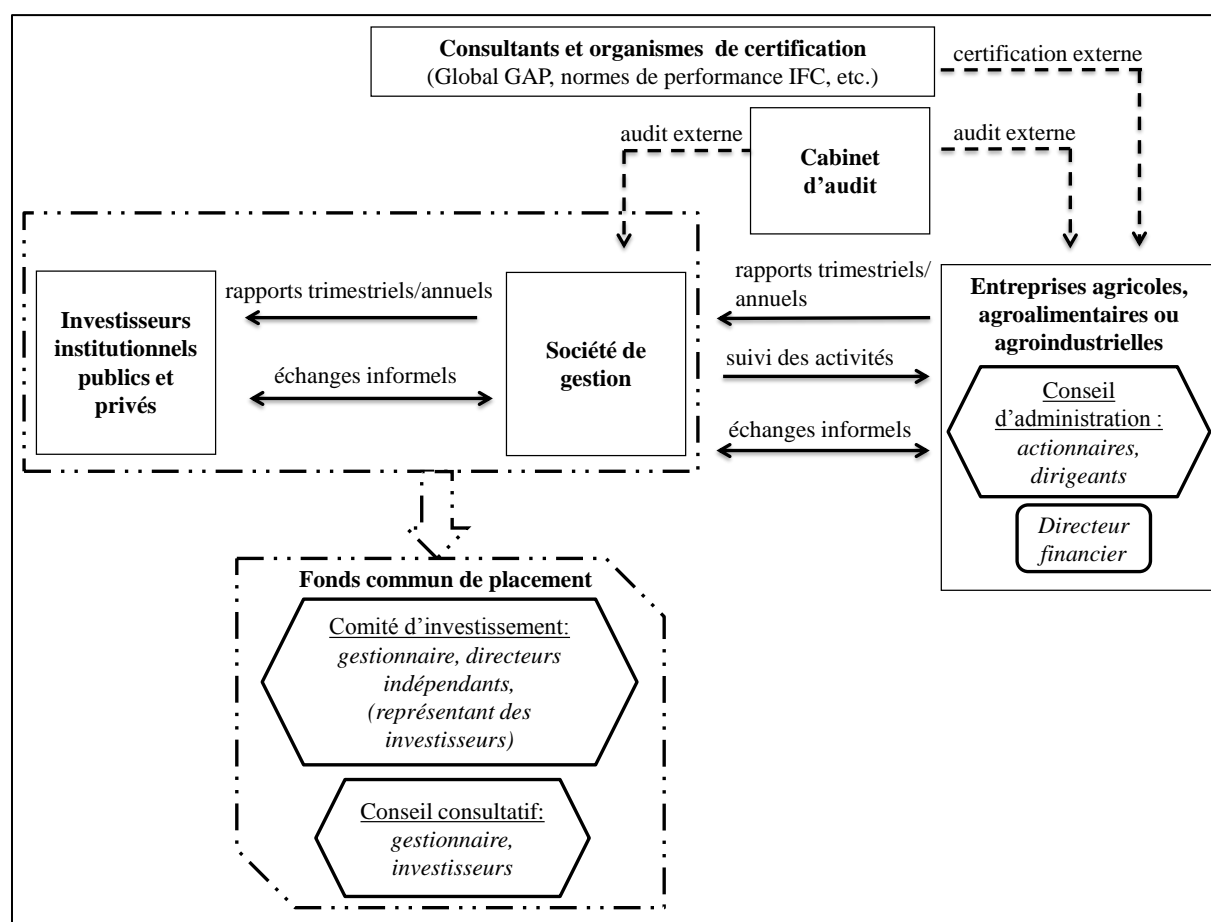 Consultants et organismes de certification
(Global GAP, normes de performance IFC, etc.)
certification externe
audit externe
Cabinet
d’audit
audit externe
Investisseurs
institutionnels
publics et
privés
rapports trimestriels/annuels
échanges informels
Société de
gestion
rapports trimestriels/
annuels
suivi des activités
échanges informels
Entreprises agricoles,
agroalimentaires ou
agroindustrielles
Conseil
d’administration :
actionnaires,
dirigeants
Directeur
financier
Fonds commun de placement
Comité d’investissement:
gestionnaire, directeurs
indépendants,
(représentant des
investisseurs)
Conseil consultatif:
gestionnaire,
investisseurs